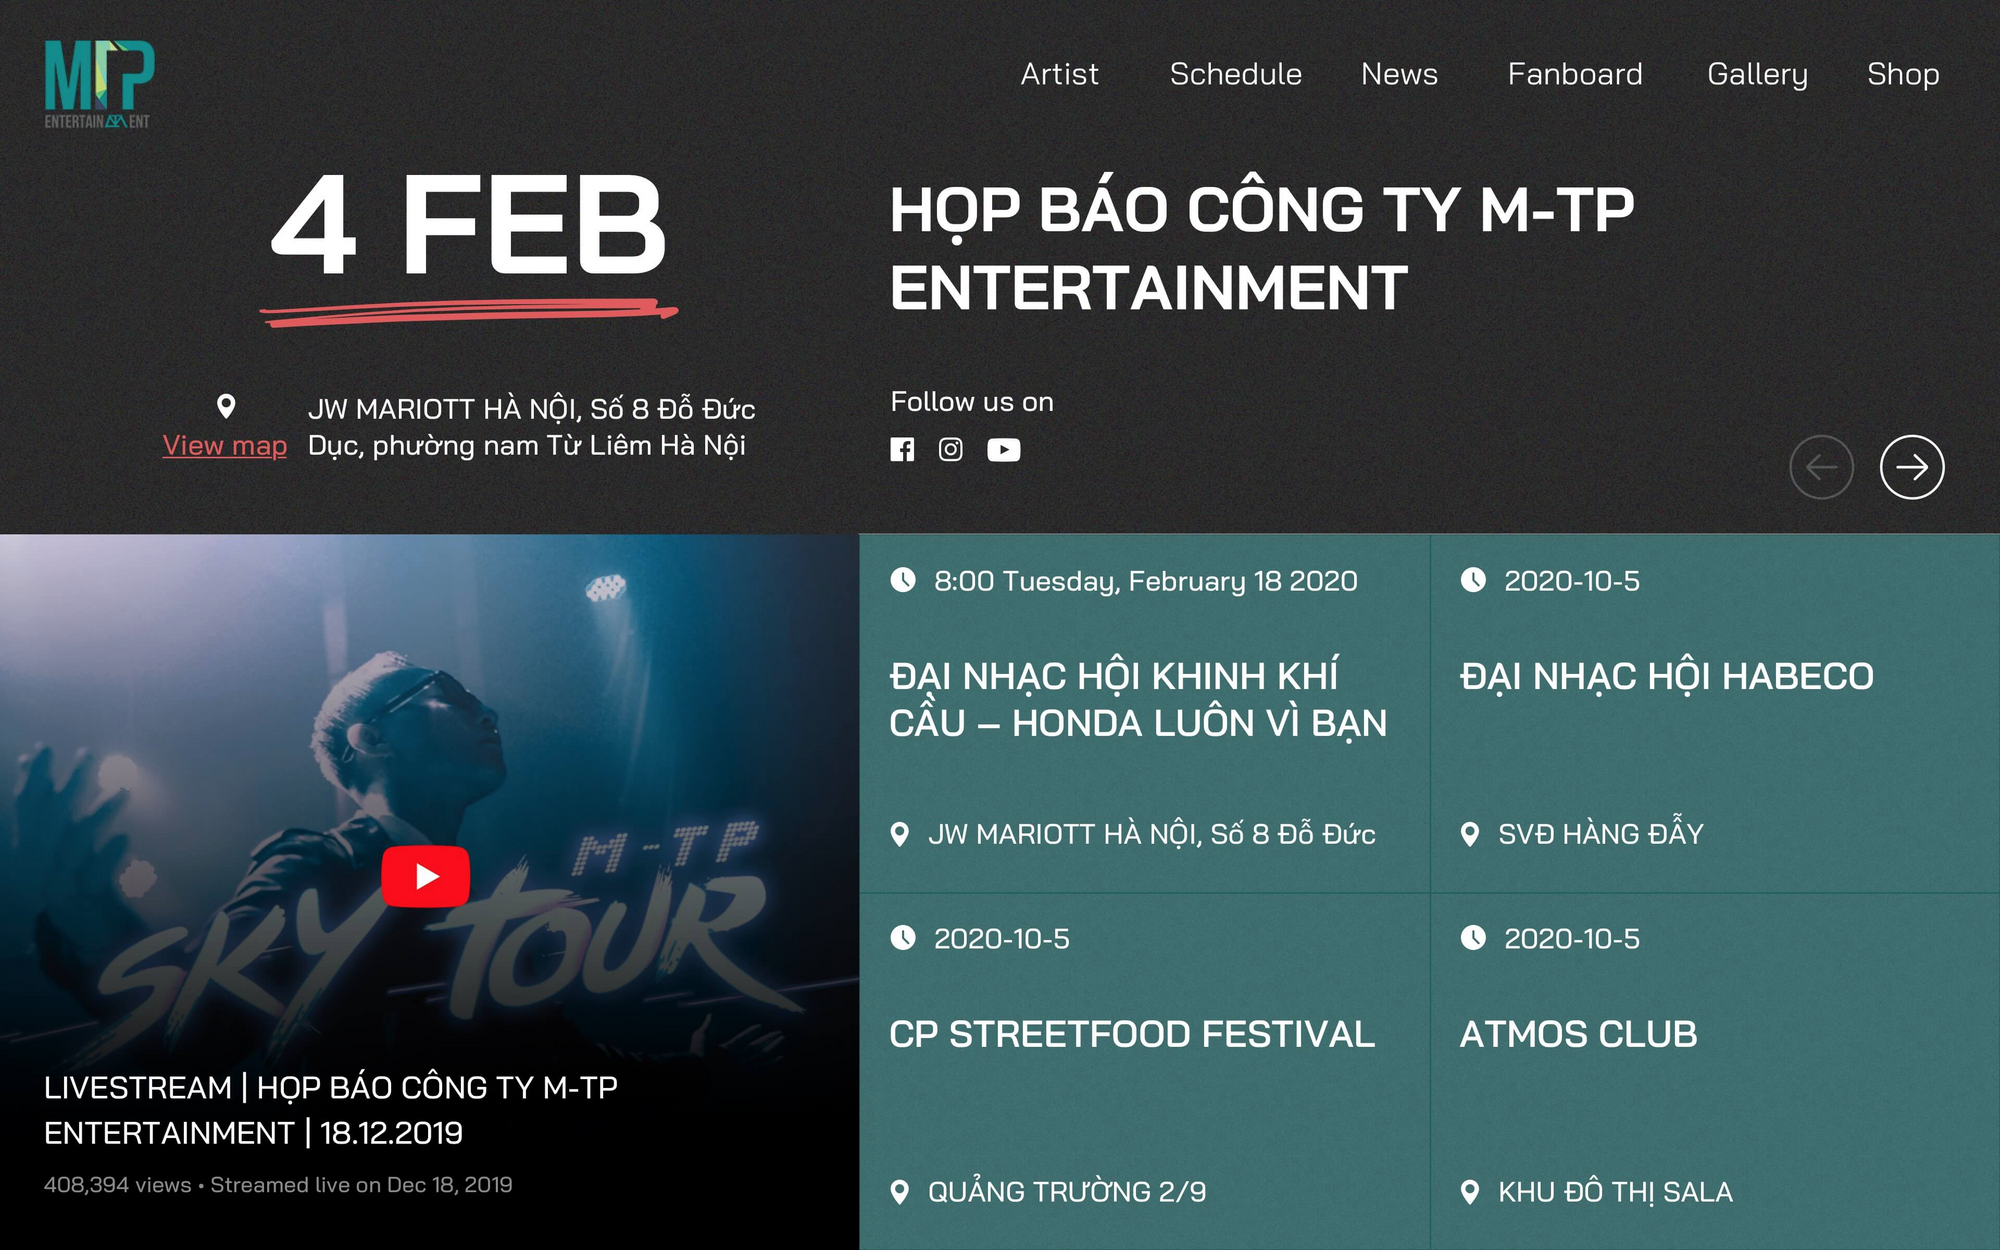 MTP
ENTERTAINMENT
Artist
Schedule
News
Fanboard
Gallery
Shop
4 FEB
HỌP BÁO CÔNG TY M-TP
ENTERTAINMENT
View map
JW MARIOTT HÀ NỘI, Số 8 Đỗ Đức
Dục, phường nam Từ Liêm Hà Nội
Follow us on
M-TP
SKY TOUR
LIVESTREAM | HỌP BÁO CÔNG TY M-TP
ENTERTAINMENT | 18.12.2019
408,394 views • Streamed live on Dec 18, 2019
8:00 Tuesday, February 18 2020
ĐẠI NHẠC HỘI KHINH KHÍ
CẦU – HONDA LUÔN VÌ BẠN
JW MARIOTT HÀ NỘI, Số 8 Đỗ Đức
2020-10-5
ĐẠI NHẠC HỘI HABECO
SVĐ HÀNG ĐẪY
2020-10-5
CP STREETFOOD FESTIVAL
QUẢNG TRƯỜNG 2/9
2020-10-5
ATMOS CLUB
KHU ĐÔ THỊ SALA